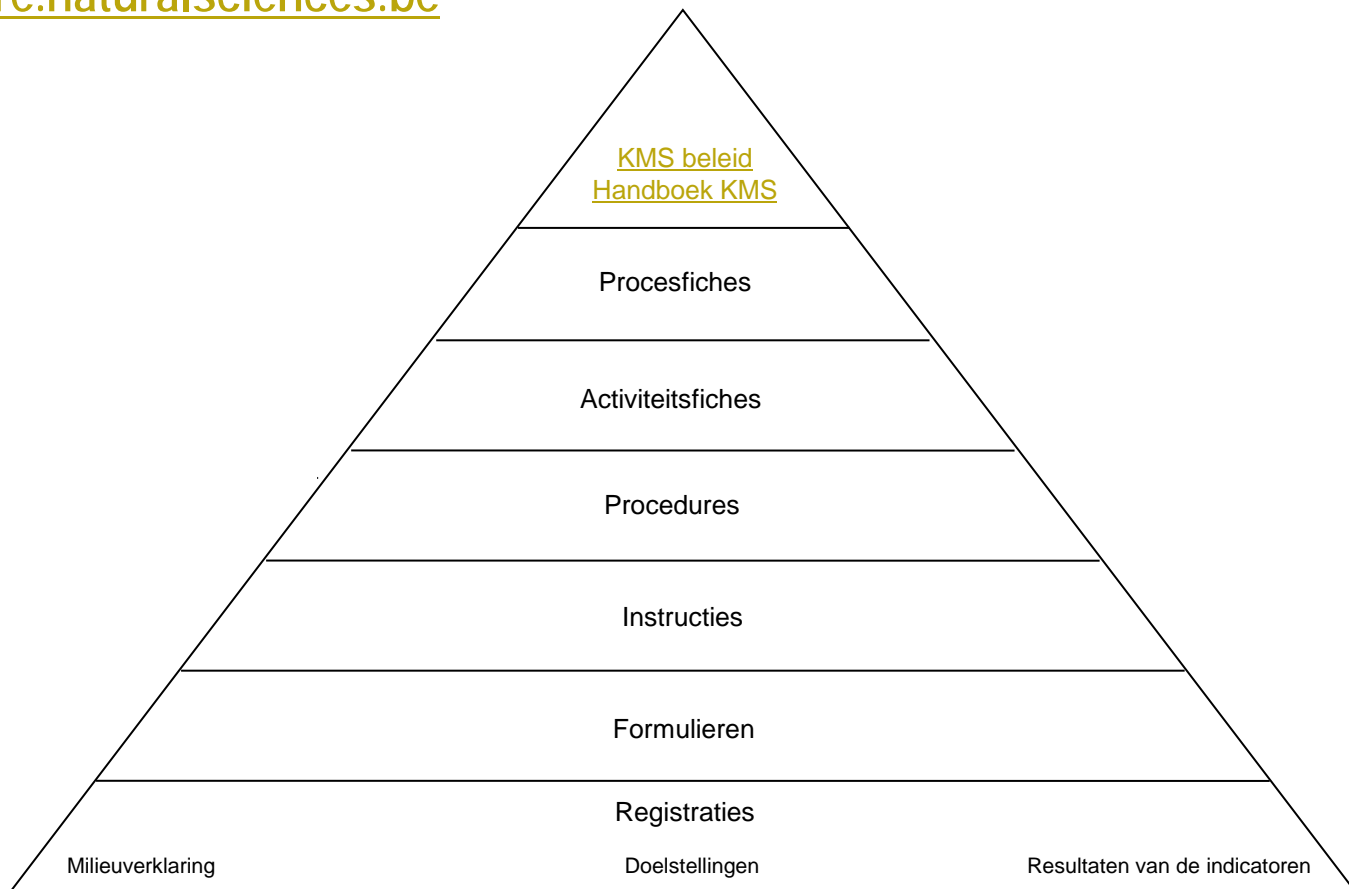 KMS beleid
Handboek KMS
Procesfiches
Activiteitsfiches
Procedures
Instructies
Formulieren
Registraties
Milieuverklaring Doelstellingen Resultaten van de indicatoren